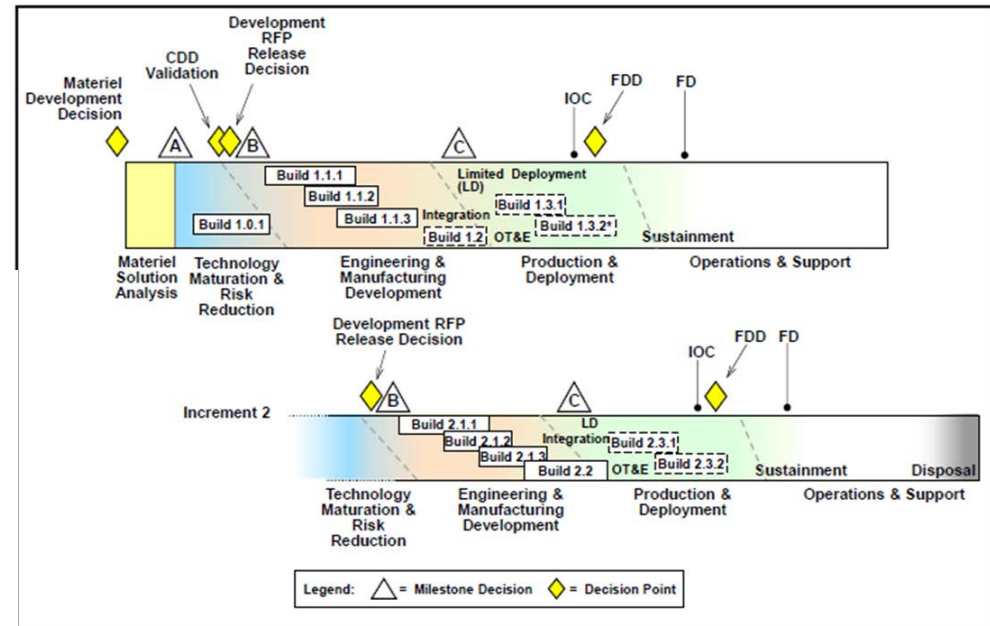 Development
RFP
Release
Decision
CDD
Validation
Materiel
Development
Decision
IOC
FDD
FD
A
B
C
Build 1.1.1
Build 1.1.2
Build 1.1.3
Build 1.0.1
Limited Deployment
(LD)
Build 1.3.1
Integration
Build 1.3.2*
Build 1.2
OT&E
Sustainment
Materiel
Solution
Analysis
Technology
Maturation &
Risk
Reduction
Engineering &
Manufacturing
Development
Production &
Deployment
Operations & Support
Development RFP
Release Decision
IOC
FDD
FD
B
C
Increment 2
Build 2.1.1
Build 2.1.2
Build 2.1.3
Build 2.2
LD
Integration
Build 2.3.1
OT&E
Build 2.3.2
Sustainment
Disposal
Technology
Maturation &
Risk
Reduction
Engineering &
Manufacturing
Development
Production &
Deployment
Operations & Support
Legend:
= Milestone Decision
= Decision Point